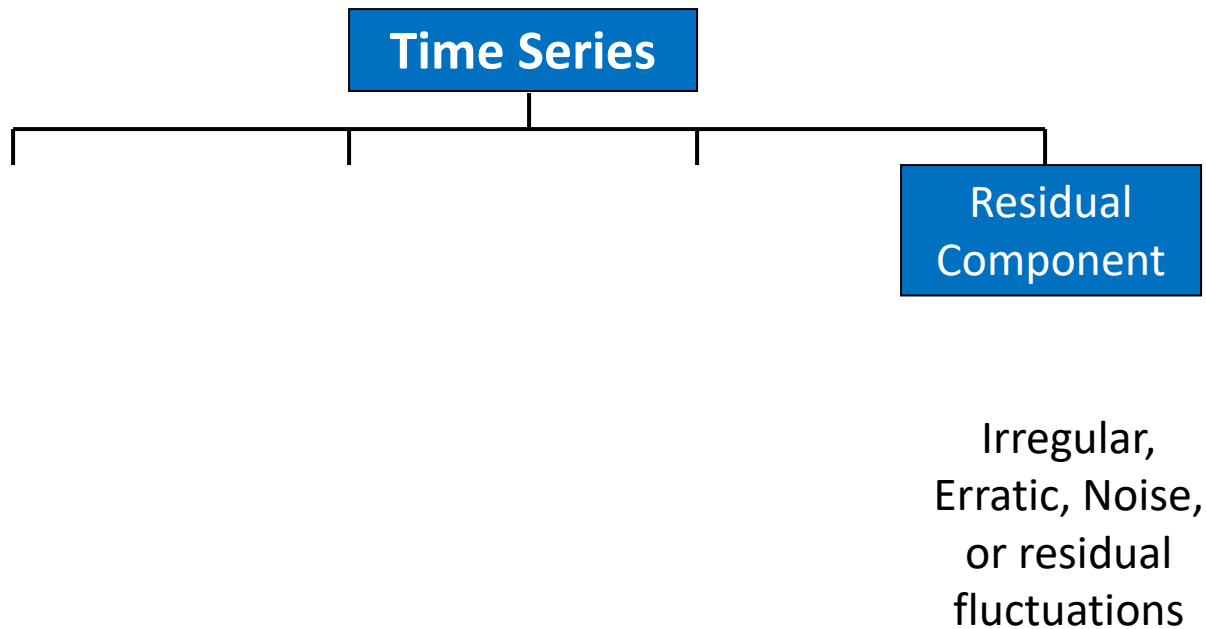 Time Series
Residual
Component
Irregular,
Erratic, Noise,
or residual
fluctuations